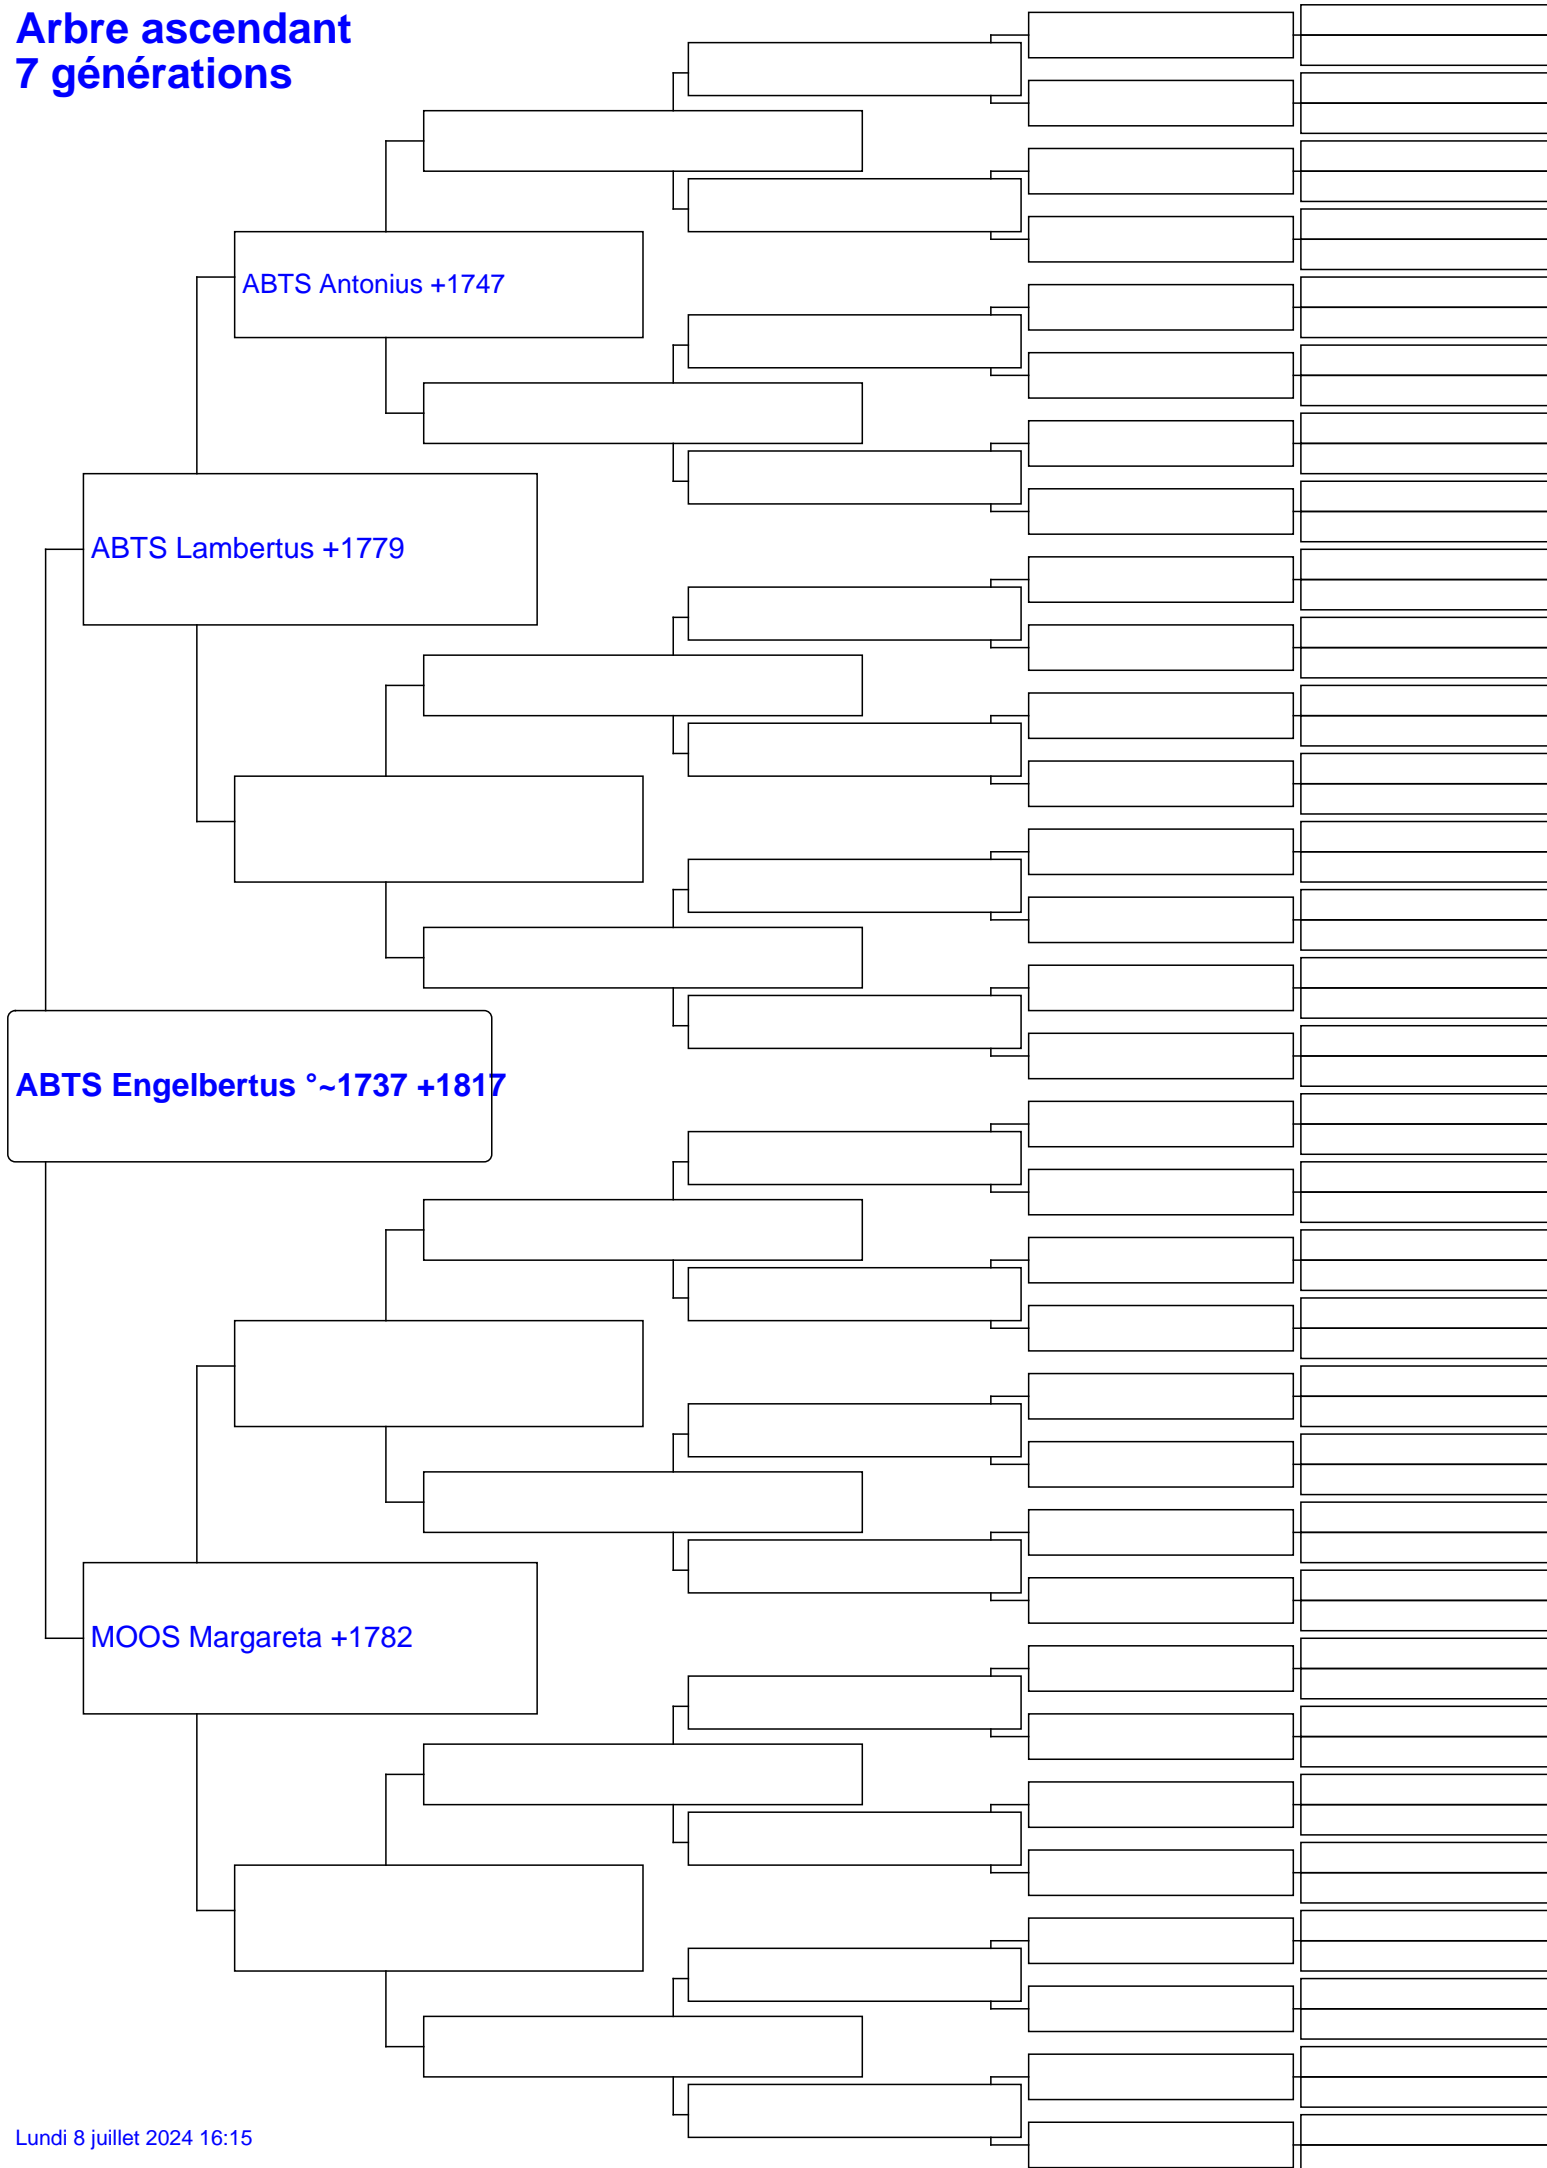 Arbre ascendant
7 générations
ABTS Antonius +1747
ABTS Lambertus +1779
ABTS Engelbertus °~1737 +1817
MOOS Margareta +1782
Lundi 8 juillet 2024 16:15